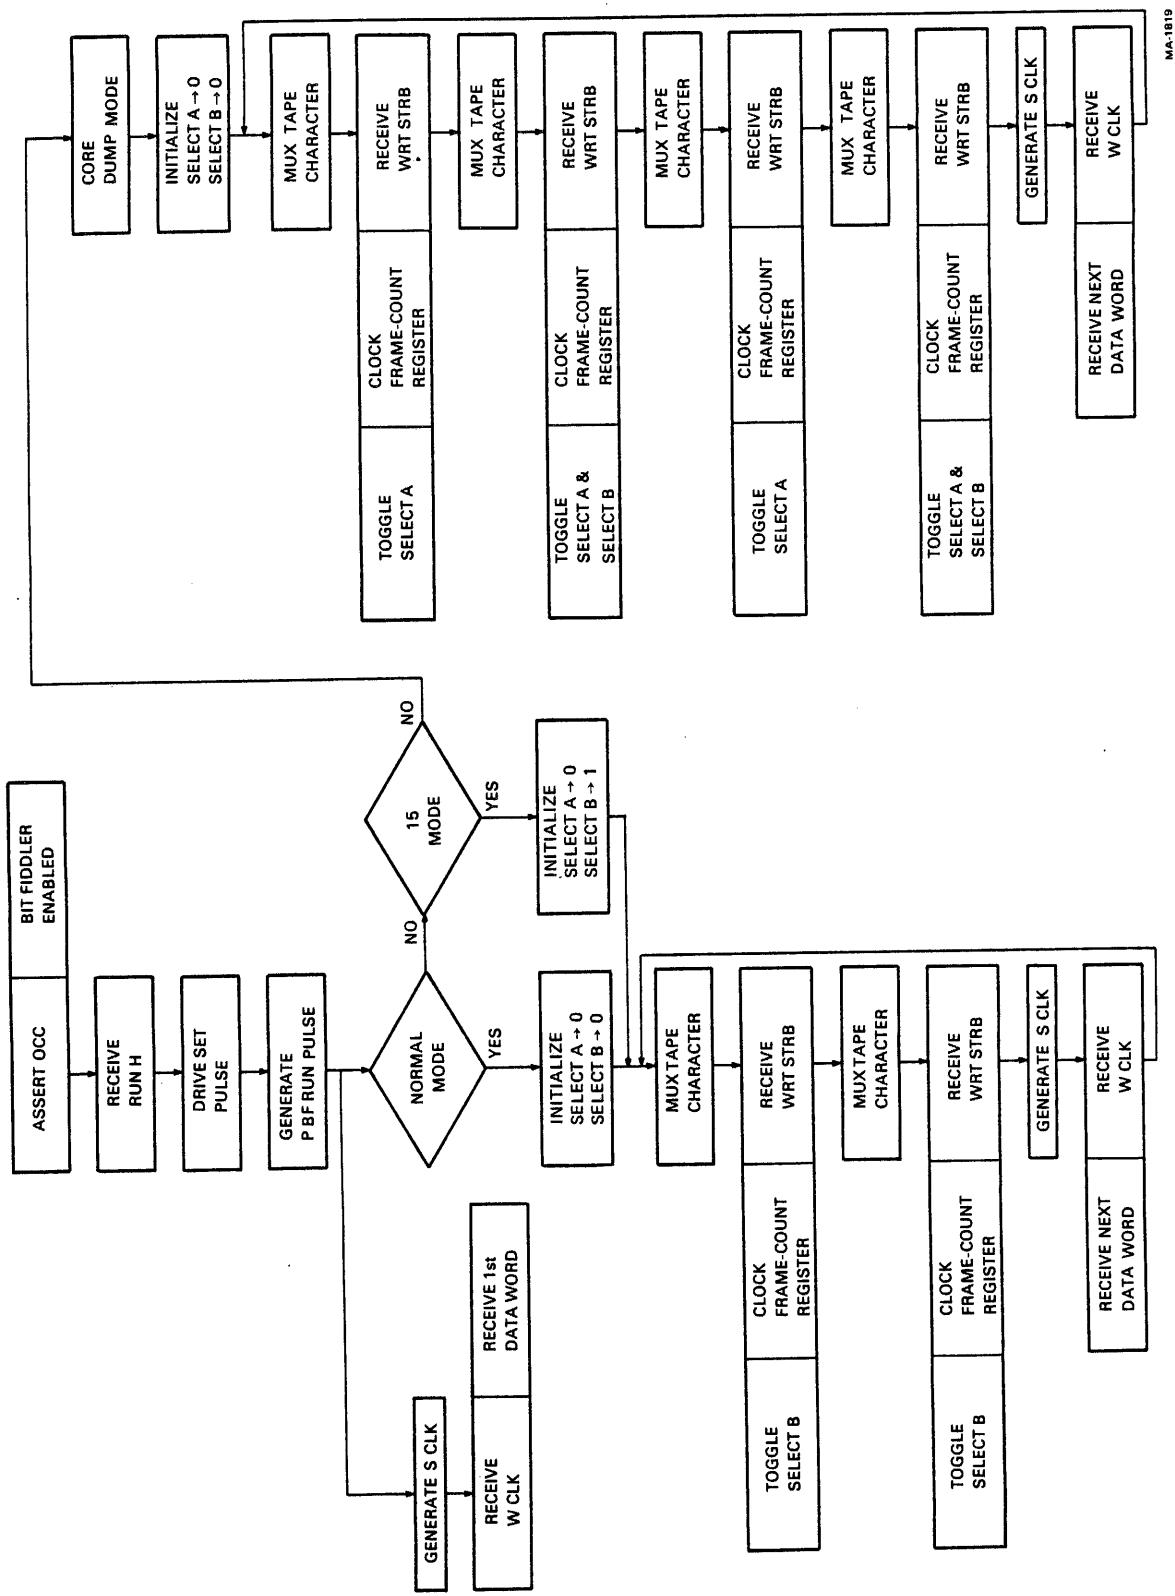 ASSERT OCC
BIT FIDDLER
ENABLED
RECEIVE
RUN H
DRIVE SET
PULSE
GENERATE
P BF RUN PULSE
GENERATE S CLK
RECEIVE
W CLK
RECEIVE 1st
DATA WORD
NORMAL
MODE
NO
YES
15
MODE
NO
YES
INITIALIZE
SELECT A → 0
SELECT B → 0
INITIALIZE
SELECT A → 0
SELECT B → 1
MUX TAPE
CHARACTER
TOGGLE
SELECT B
CLOCK
FRAME-COUNT
REGISTER
RECEIVE
WRT STRB
MUX TAPE
CHARACTER
TOGGLE
SELECT B
CLOCK
FRAME-COUNT
REGISTER
RECEIVE
WRT STRB
GENERATE S CLK
RECEIVE NEXT
DATA WORD
RECEIVE
W CLK
CORE
DUMP MODE
INITIALIZE
SELECT A → 0
SELECT B → 0
MUX TAPE
CHARACTER
TOGGLE
SELECT A
CLOCK
FRAME-COUNT
REGISTER
RECEIVE
WRT STRB
MUX TAPE
CHARACTER
TOGGLE
SELECT A &
SELECT B
CLOCK
FRAME-COUNT
REGISTER
RECEIVE
WRT STRB
MUX TAPE
CHARACTER
TOGGLE
SELECT A
CLOCK
FRAME-COUNT
REGISTER
RECEIVE
WRT STRB
MUX TAPE
CHARACTER
TOGGLE
SELECT A &
SELECT B
CLOCK
FRAME-COUNT
REGISTER
RECEIVE
WRT STRB
GENERATE S CLK
RECEIVE NEXT
DATA WORD
RECEIVE
W CLK
MA-1819